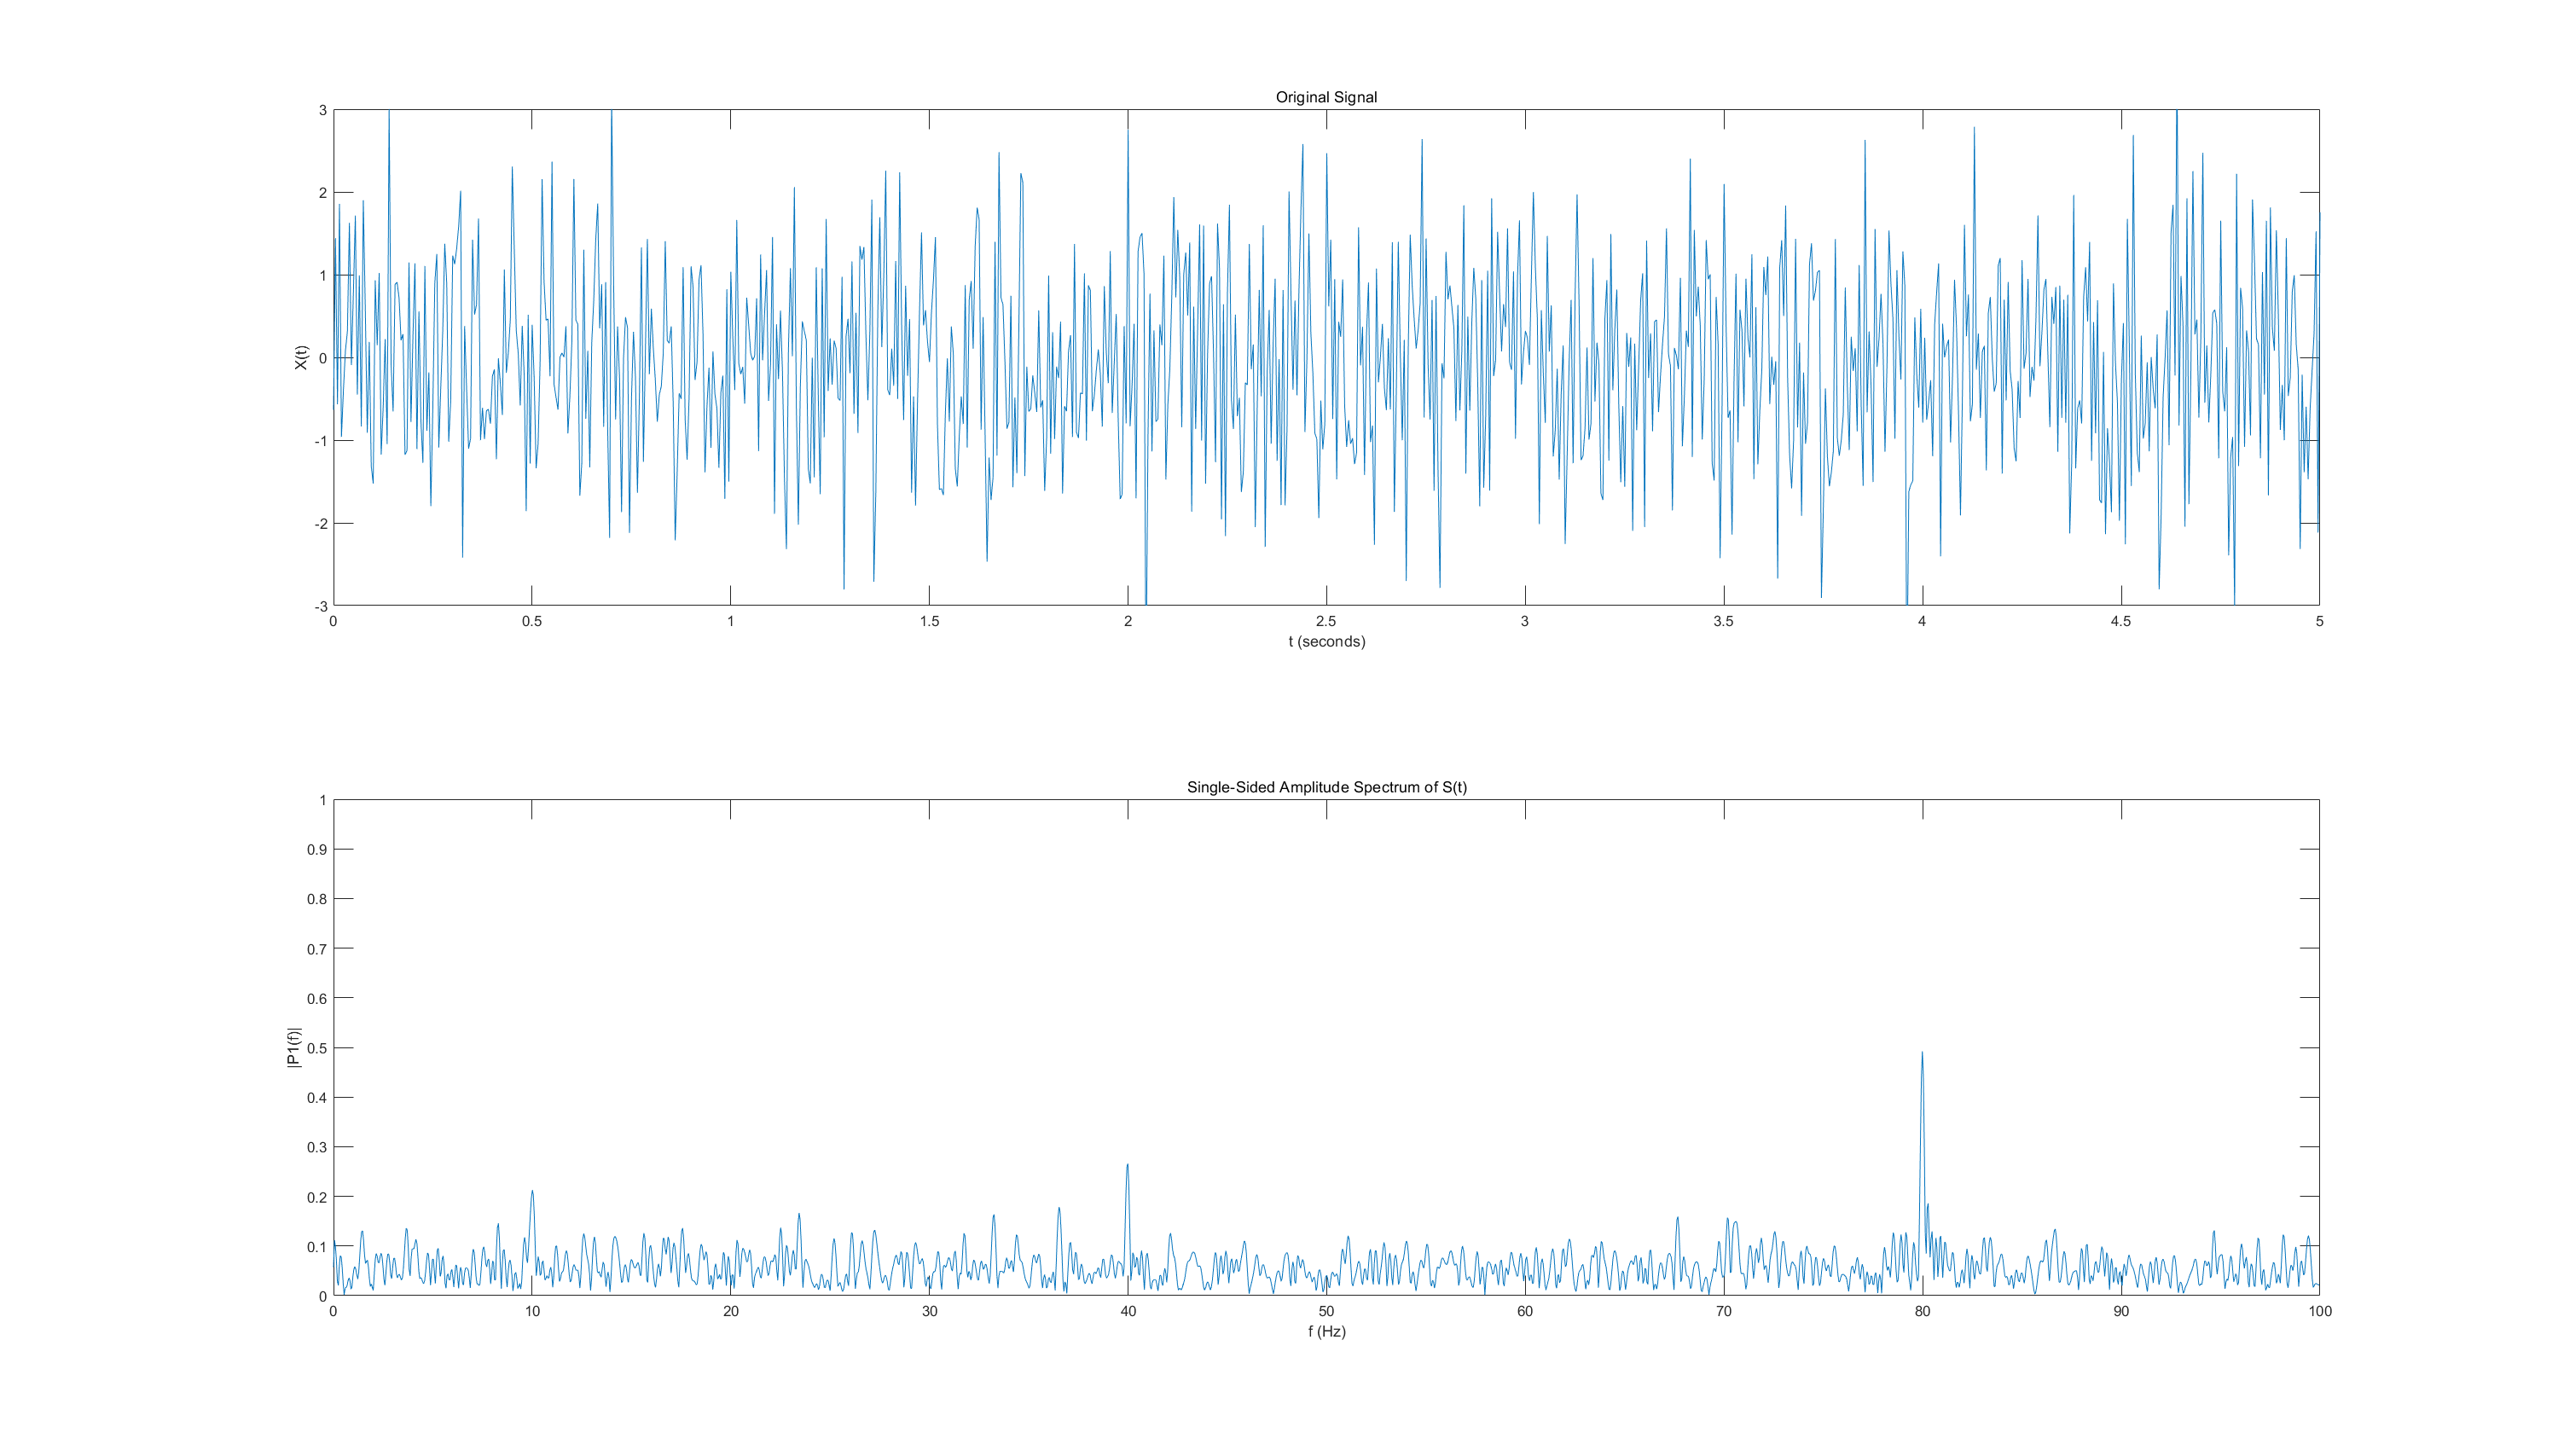 Original Signal
3
2
1
0
-1
-2
-3
X(t)
0 0.5 1 1.5 2 2.5 3 3.5 4 4.5 5
t (seconds)
Single-Sided Amplitude Spectrum of S(t)
1
0.9
0.8
0.7
0.6
0.5
0.4
0.3
0.2
0.1
0
|P1(f)|
0 10 20 30 40 50 60 70 80 90 100
f (Hz)